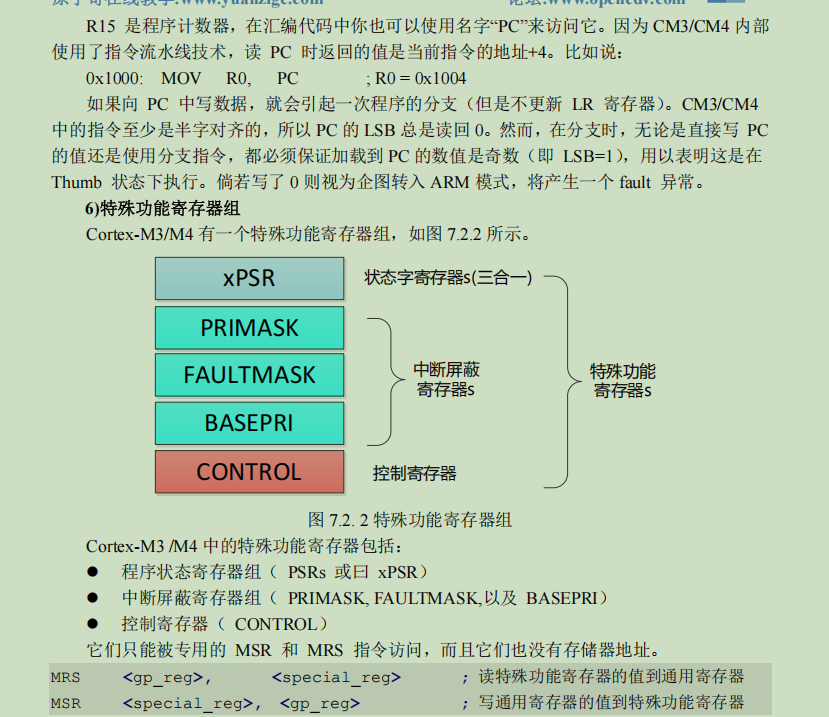 www.yuanzige.com
www.openedv.com
R15 是程序计数器，在汇编代码中你也可以使用名字“PC”来访问它。因为 CM3/CM4 内部
使用了指令流水线技术，读 PC 时返回的值是当前指令的地址+4。比如说：
0x1000: MOV R0, PC ; R0 = 0x1004
如果向 PC 中写数据，就会引起一次程序的分支（但是不更新 LR 寄存器）。CM3/CM4
中的指令至少是半字对齐的，所以 PC 的 LSB 总是读回 0。然而，在分支时，无论是直接写 PC
的值还是使用分支指令，都必须保证加载到 PC 的数值是奇数（即 LSB=1），用以表明这是在
Thumb 状态下执行。倘若写了 0 则视为企图转入 ARM 模式，将产生一个 fault 异常。
6)特殊功能寄存器组
Cortex-M3/M4 有一个特殊功能寄存器组，如图 7.2.2 所示。
xPSR
状态字寄存器s(三合一)
PRIMASK
FAULTMASK
BASEPRI
中断屏蔽
寄存器s
特殊功能
寄存器s
CONTROL
控制寄存器
图 7.2. 2 特殊功能寄存器组
Cortex-M3 /M4 中的特殊功能寄存器包括：
● 程序状态寄存器组（ PSRs 或曰 xPSR）
● 中断屏蔽寄存器组（ PRIMASK, FAULTMASK,以及 BASEPRI）
● 控制寄存器（ CONTROL）
它们只能被专用的 MSR 和 MRS 指令访问，而且它们也没有存储器地址。
MRS <gp_reg>, <special_reg> ; 读特殊功能寄存器的值到通用寄存器
MSR <special_reg>, <gp_reg> ; 写通用寄存器的值到特殊功能寄存器